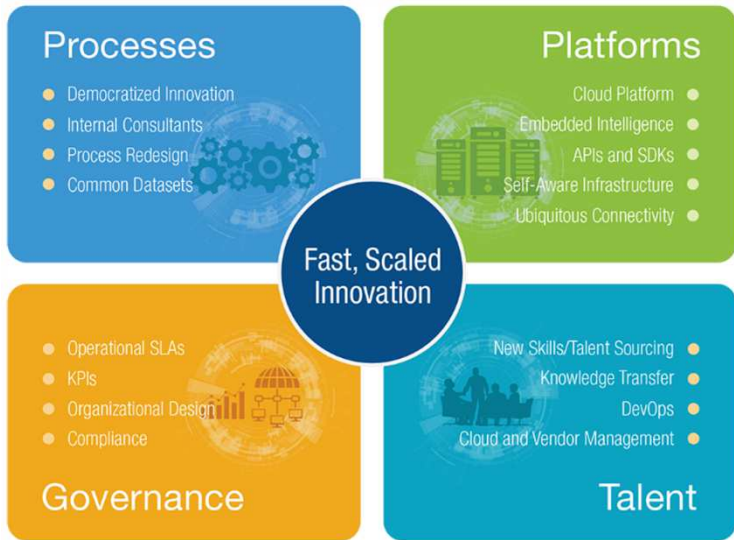 Processes
Democratized Innovation
Internal Consultants
Process Redesign
Common Datasets
Platforms
Cloud Platform
Embedded Intelligence
APIs and SDKs
Self-Aware Infrastructure
Ubiquitous Connectivity
Fast, Scaled
Innovation
Operational SLAs
KPIs
Organizational Design
Compliance
Governance
New Skills/Talent Sourcing
Knowledge Transfer
DevOps
Cloud and Vendor Management
Talent